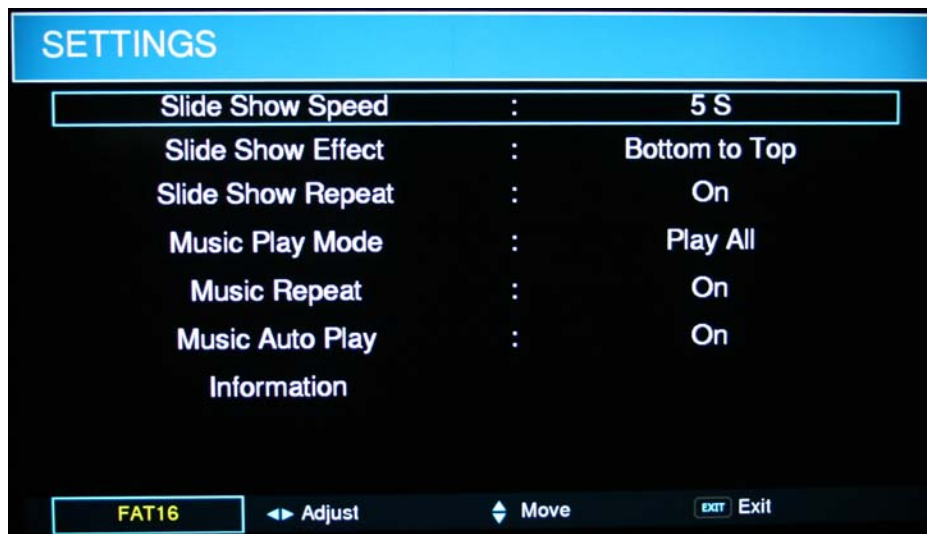 SETTINGS
Slide Show Speed : 5 S
Slide Show Effect : Bottom to Top
Slide Show Repeat : On
Music Play Mode : Play All
Music Repeat : On
Music Auto Play : On
Information
FAT16 ◄► Adjust ▲▼ Move EXIT Exit